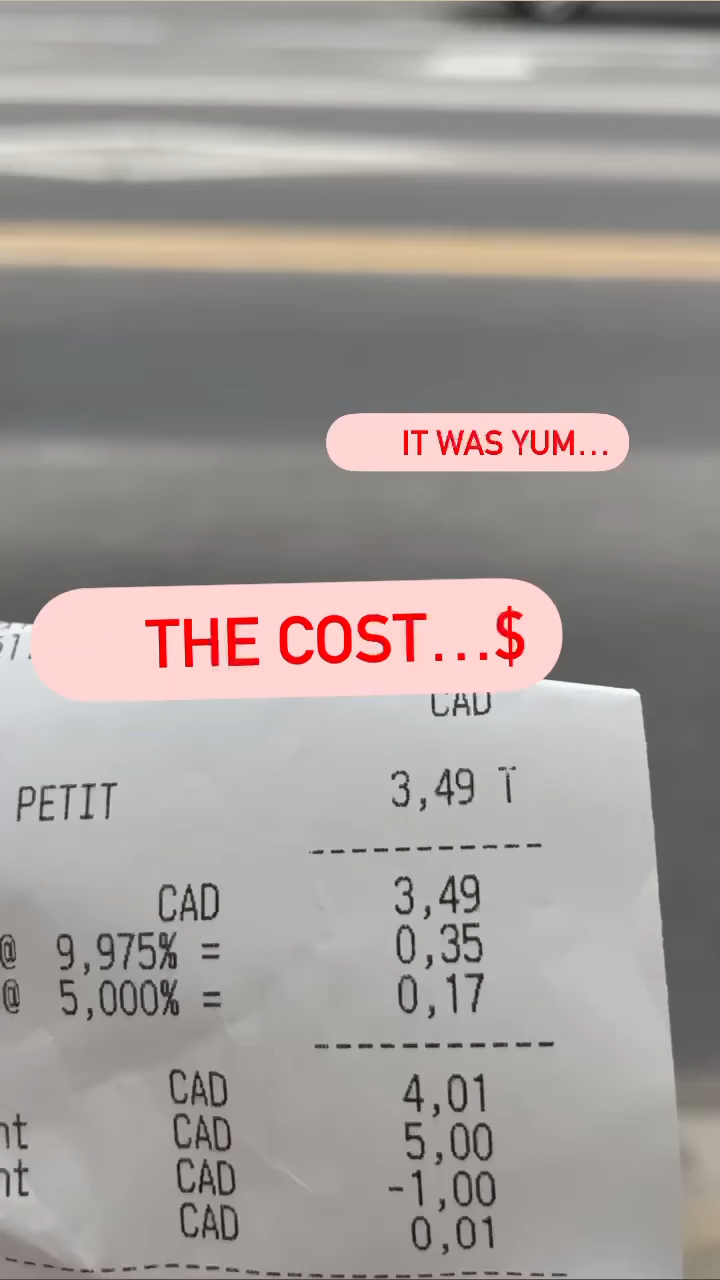 IT WAS YUM...
THE COST...$
CAD
PETIT 3,49 T
CAD 3,49
@ 9,975% = 0,35
@ 5,000% = 0,17
CAD 4,01
nt CAD 5,00
nt CAD -1,00
CAD 0,01